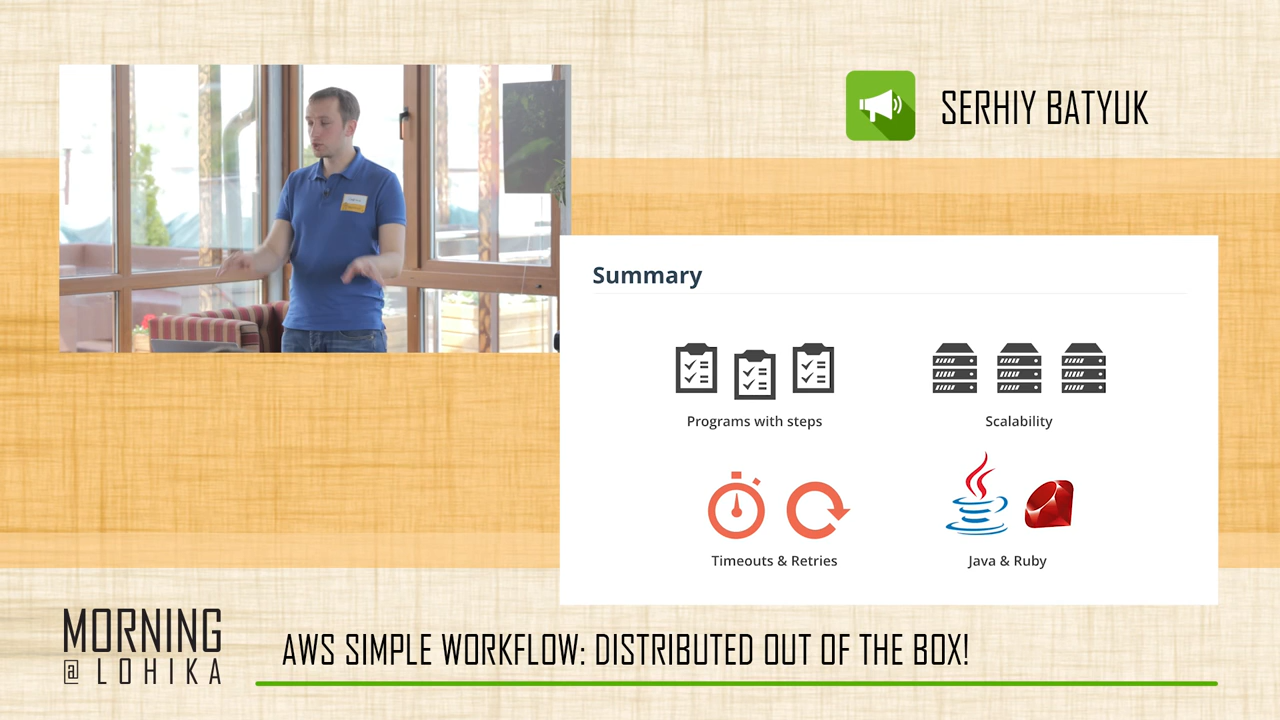 SERHIY BATYUK
Summary
Programs with steps
Scalability
Timeouts & Retries
Java & Ruby
MORNING
@ LOHIKA
AWS SIMPLE WORKFLOW: DISTRIBUTED OUT OF THE BOX!